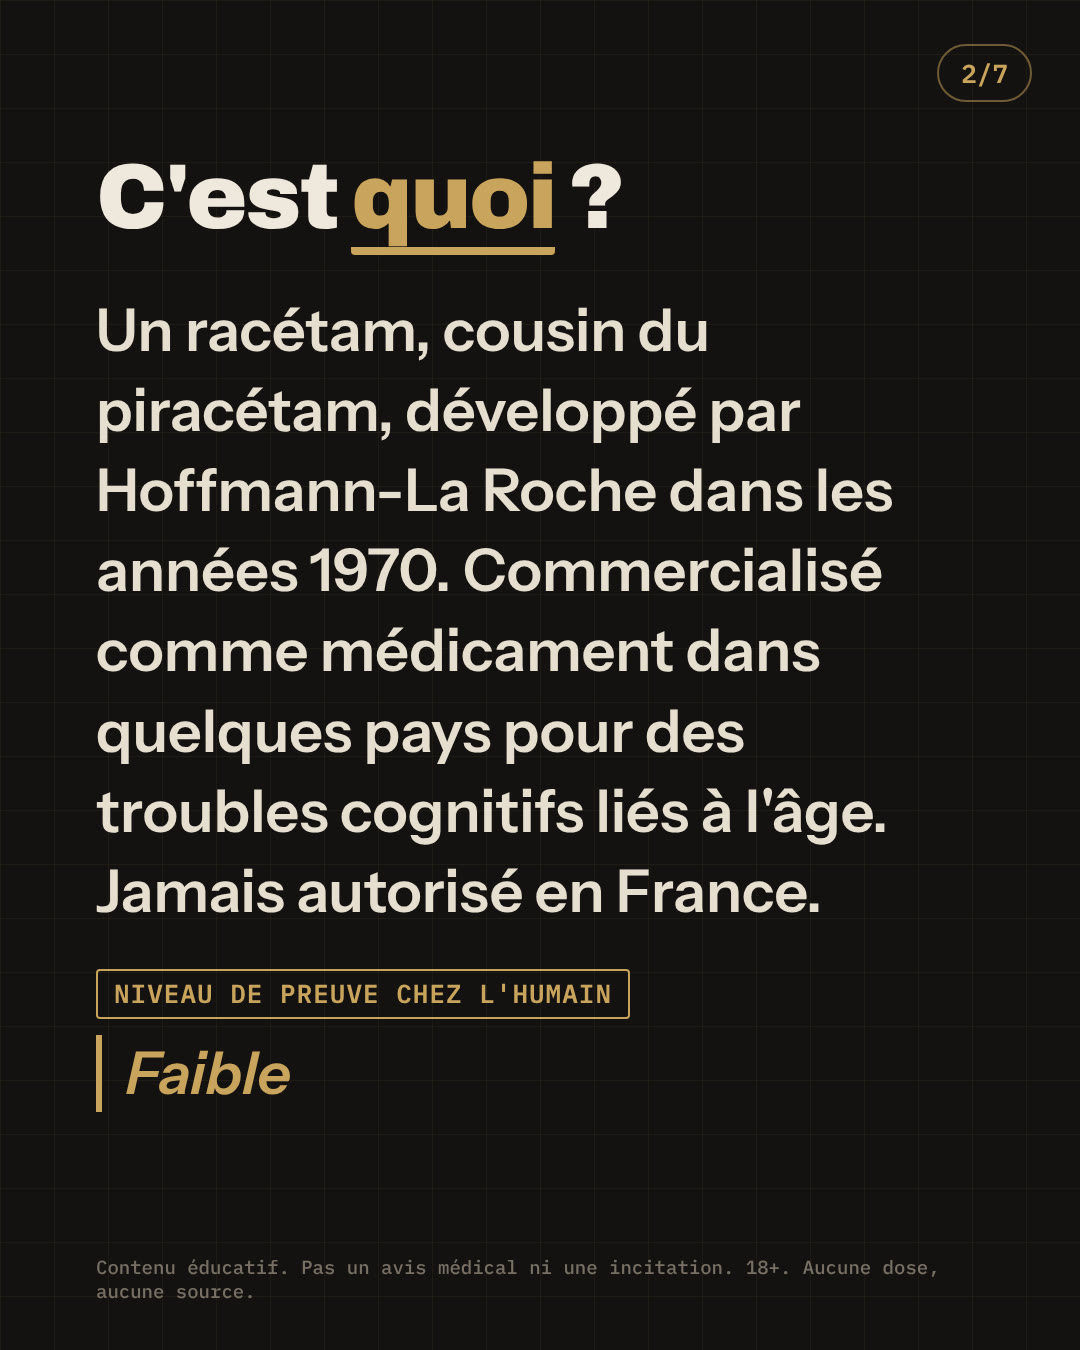 2/7
C'est quoi ?
Un racétam, cousin du
piracétam, développé par
Hoffmann-La Roche dans les
années 1970. Commercialisé
comme médicament dans
quelques pays pour des
troubles cognitifs liés à l'âge.
Jamais autorisé en France.
NIVEAU DE PREUVE CHEZ L'HUMAIN
Faible
Contenu éducatif. Pas un avis médical ni une incitation. 18+. Aucune dose,
aucune source.